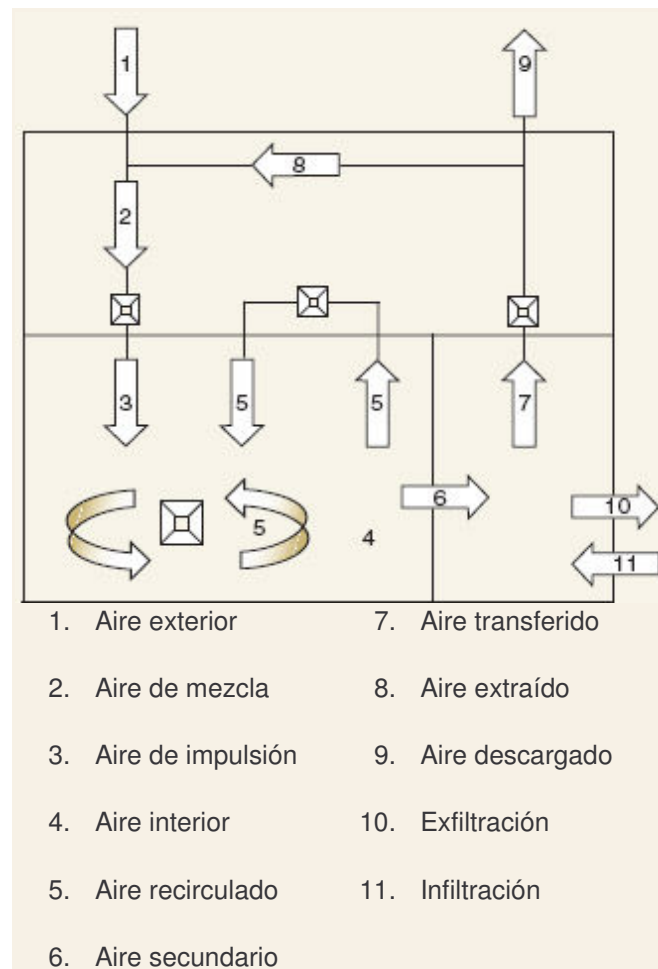 1
9
8
2
3
5
5
7
6
10
5
4
11
1. Aire exterior
2. Aire de mezcla
3. Aire de impulsión
4. Aire interior
5. Aire recirculado
6. Aire secundario
7. Aire transferido
8. Aire extraído
9. Aire descargado
10. Exfiltración
11. Infiltración